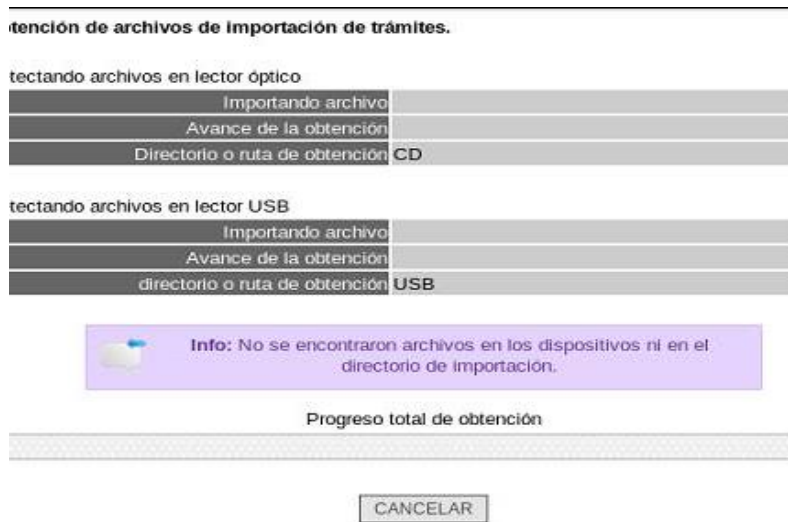 tención de archivos de importación de trámites.
tectando archivos en lector óptico
Importando archivo
Avance de la obtención
Directorio o ruta de obtención CD
tectando archivos en lector USB
Importando archivo
Avance de la obtención
directorio o ruta de obtención USB
Info: No se encontraron archivos en los dispositivos ni en el
directorio de importación.
Progreso total de obtención
CANCELAR